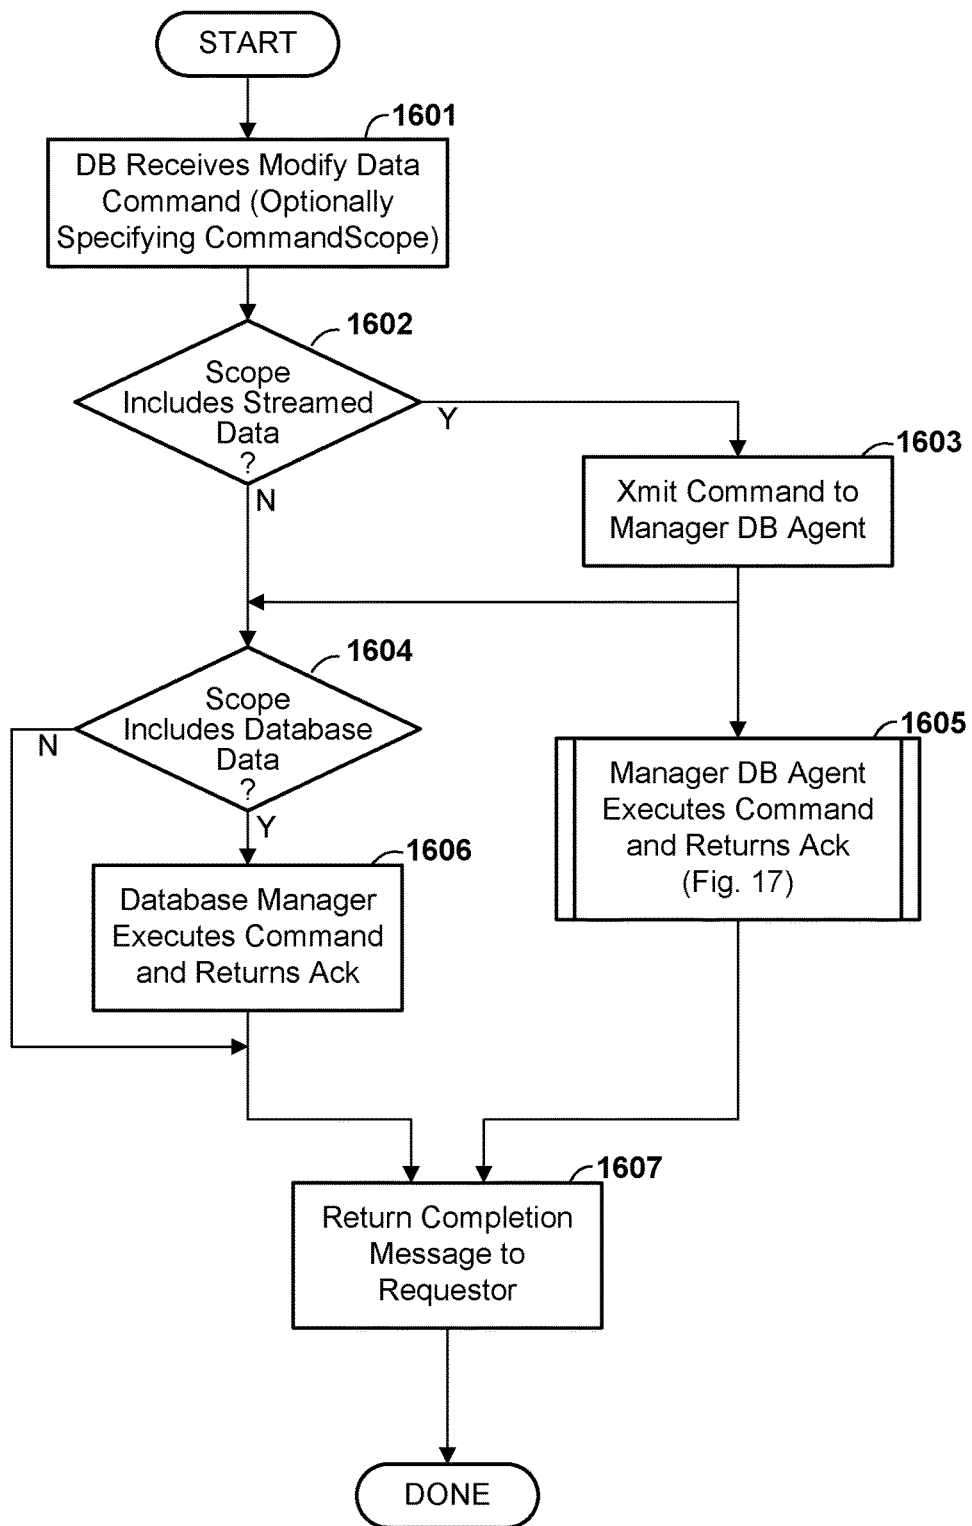 START
1601
DB Receives Modify Data
Command (Optionally
Specifying CommandScope)
1602
Scope
Includes Streamed
Data
?
Y
N
1603
Xmit Command to
Manager DB Agent
1604
Scope
Includes Database
Data
?
N
Y
1605
Manager DB Agent
Executes Command
and Returns Ack
(Fig. 17)
1606
Database Manager
Executes Command
and Returns Ack
1607
Return Completion
Message to
Requestor
DONE